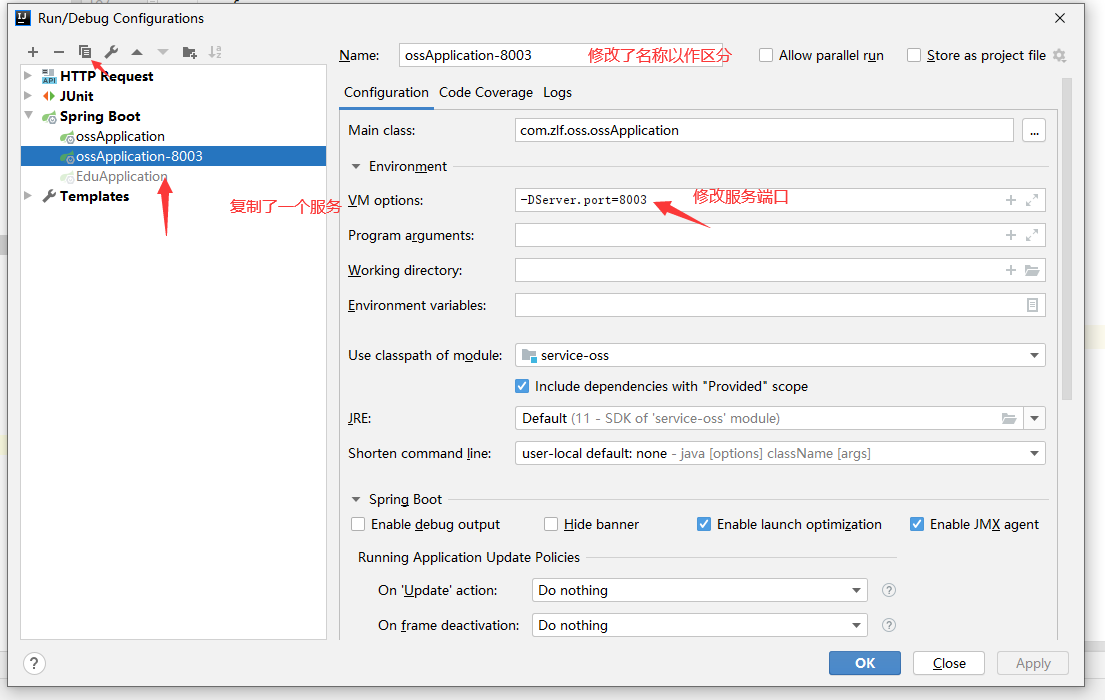 Run/Debug Configurations
HTTP Request
JUnit
Spring Boot
ossApplication
ossApplication-8003
EduApplication
Templates
复制了一个服务
Name: ossApplication-8003 修改了名称以作区分 Allow parallel run Store as project file
Configuration Code Coverage Logs
Main class: com.zlf.oss.ossApplication ...
Environment
VM options: -DServer.port=8003 修改服务端口
Program arguments:
Working directory:
Environment variables:
Use classpath of module: service-oss
Include dependencies with "Provided" scope
JRE: Default (11 - SDK of 'service-oss' module)
Shorten command line: user-local default: none - java [options] className [args]
Spring Boot
Enable debug output Hide banner Enable launch optimization Enable JMX agent
Running Application Update Policies
On 'Update' action: Do nothing ?
On frame deactivation: Do nothing ?
? OK Close Apply